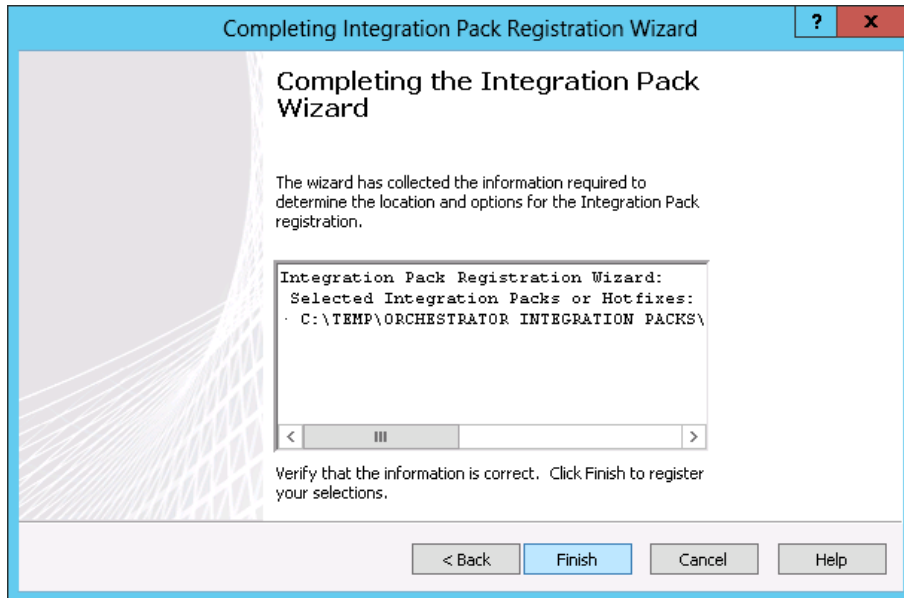 Completing Integration Pack Registration Wizard
? x
Completing the Integration Pack
Wizard
The wizard has collected the information required to
determine the location and options for the Integration Pack
registration.
Integration Pack Registration Wizard:
Selected Integration Packs or Hotfixes:
· C:\TEMP\ORCHESTRATOR INTEGRATION PACKS\
Verify that the information is correct.  Click Finish to register
your selections.
< Back Finish Cancel Help